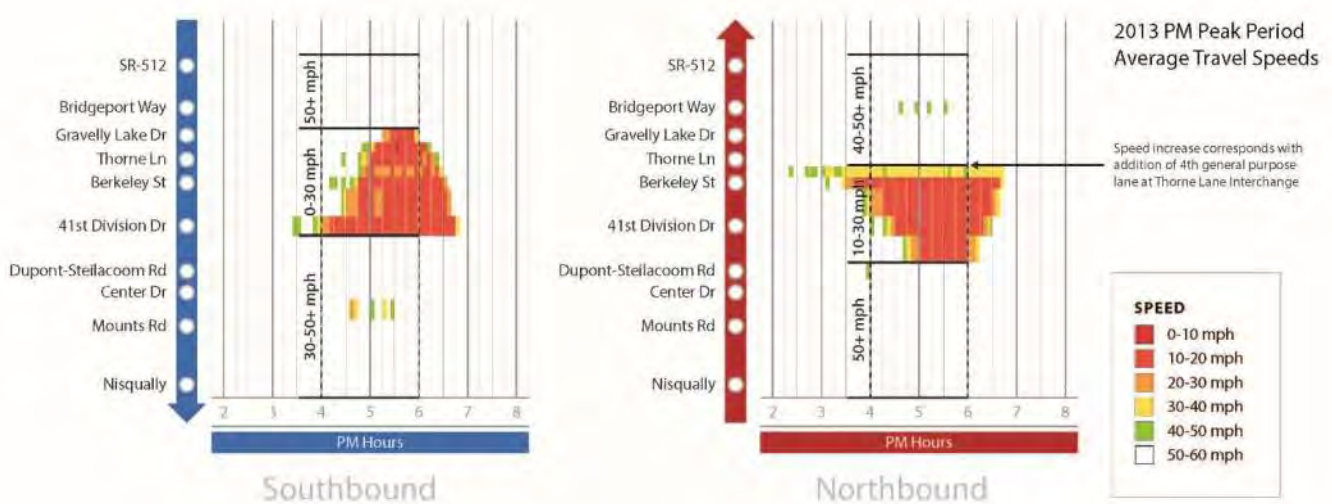 2013 PM Peak Period
Average Travel Speeds
SR-512
Bridgeport Way
Gravelly Lake Dr
Thorne Ln
Berkeley St
41st Division Dr
Dupont-Steilacoom Rd
Center Dr
Mounts Rd
Nisqually
50+ mph
0-30 mph
30-50+ mph
2 3 4 5 6 7 8
PM Hours
Southbound
SR-512
Bridgeport Way
Gravelly Lake Dr
Thorne Ln
Berkeley St
41st Division Dr
Dupont-Steilacoom Rd
Center Dr
Mounts Rd
Nisqually
40-50+ mph
10-30 mph
50+ mph
2 3 4 5 6 7 8
PM Hours
Northbound
Speed increase corresponds with
addition of 4th general purpose
lane at Thorne Lane Interchange
SPEED
0-10 mph
10-20 mph
20-30 mph
30-40 mph
40-50 mph
50-60 mph